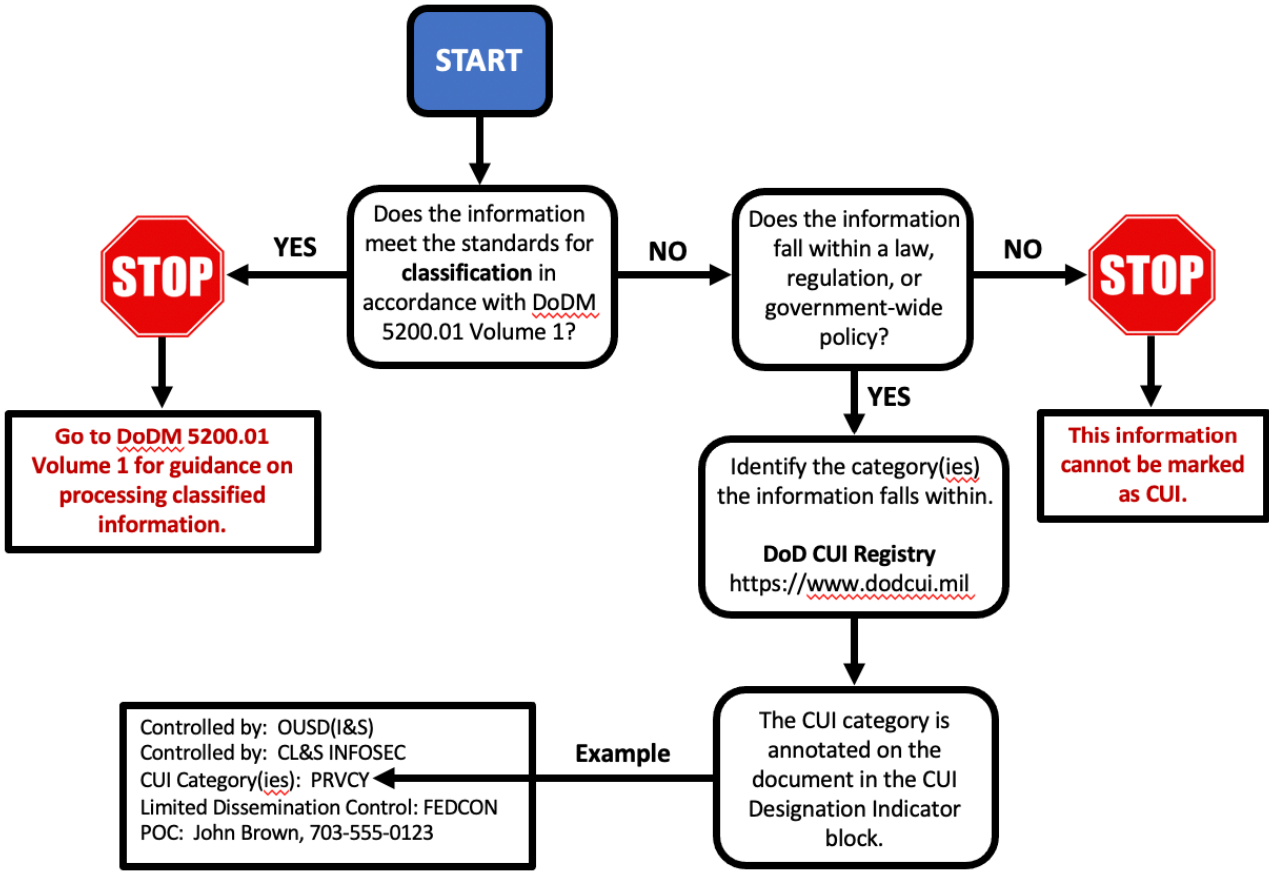 START
Does the information
meet the standards for
classification in
accordance with DoDM
5200.01 Volume 1?
YES
STOP
Go to DoDM 5200.01
Volume 1 for guidance on
processing classified
information.
NO
Does the information
fall within a law,
regulation, or
government-wide
policy?
NO
STOP
This information
cannot be marked
as CUI.
YES
Identify the category(ies)
the information falls within.
DoD CUI Registry
https://www.dodcui.mil
The CUI category is
annotated on the
document in the CUI
Designation Indicator
block.
Example
Controlled by: OUSD(I&S)
Controlled by: CL&S INFOSEC
CUI Category(ies): PRVCY
Limited Dissemination Control: FEDCON
POC: John Brown, 703-555-0123